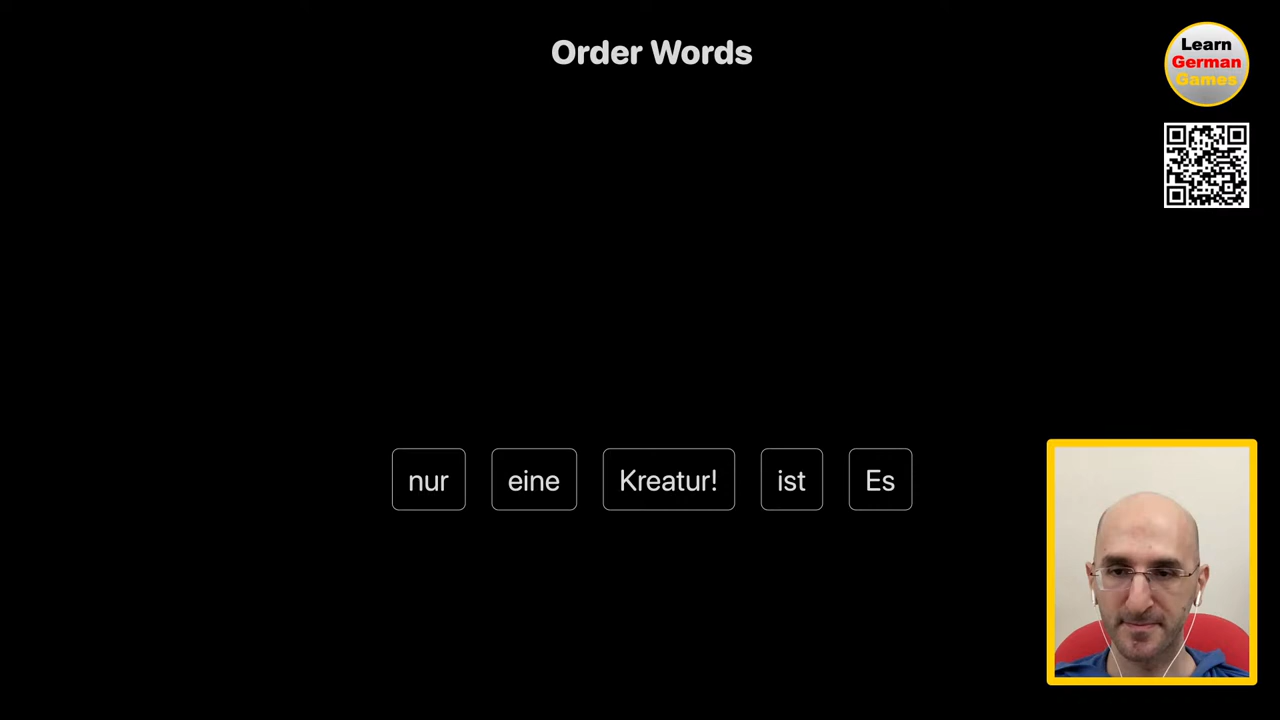 Order Words
Learn
German
Games
nur eine Kreatur! ist Es